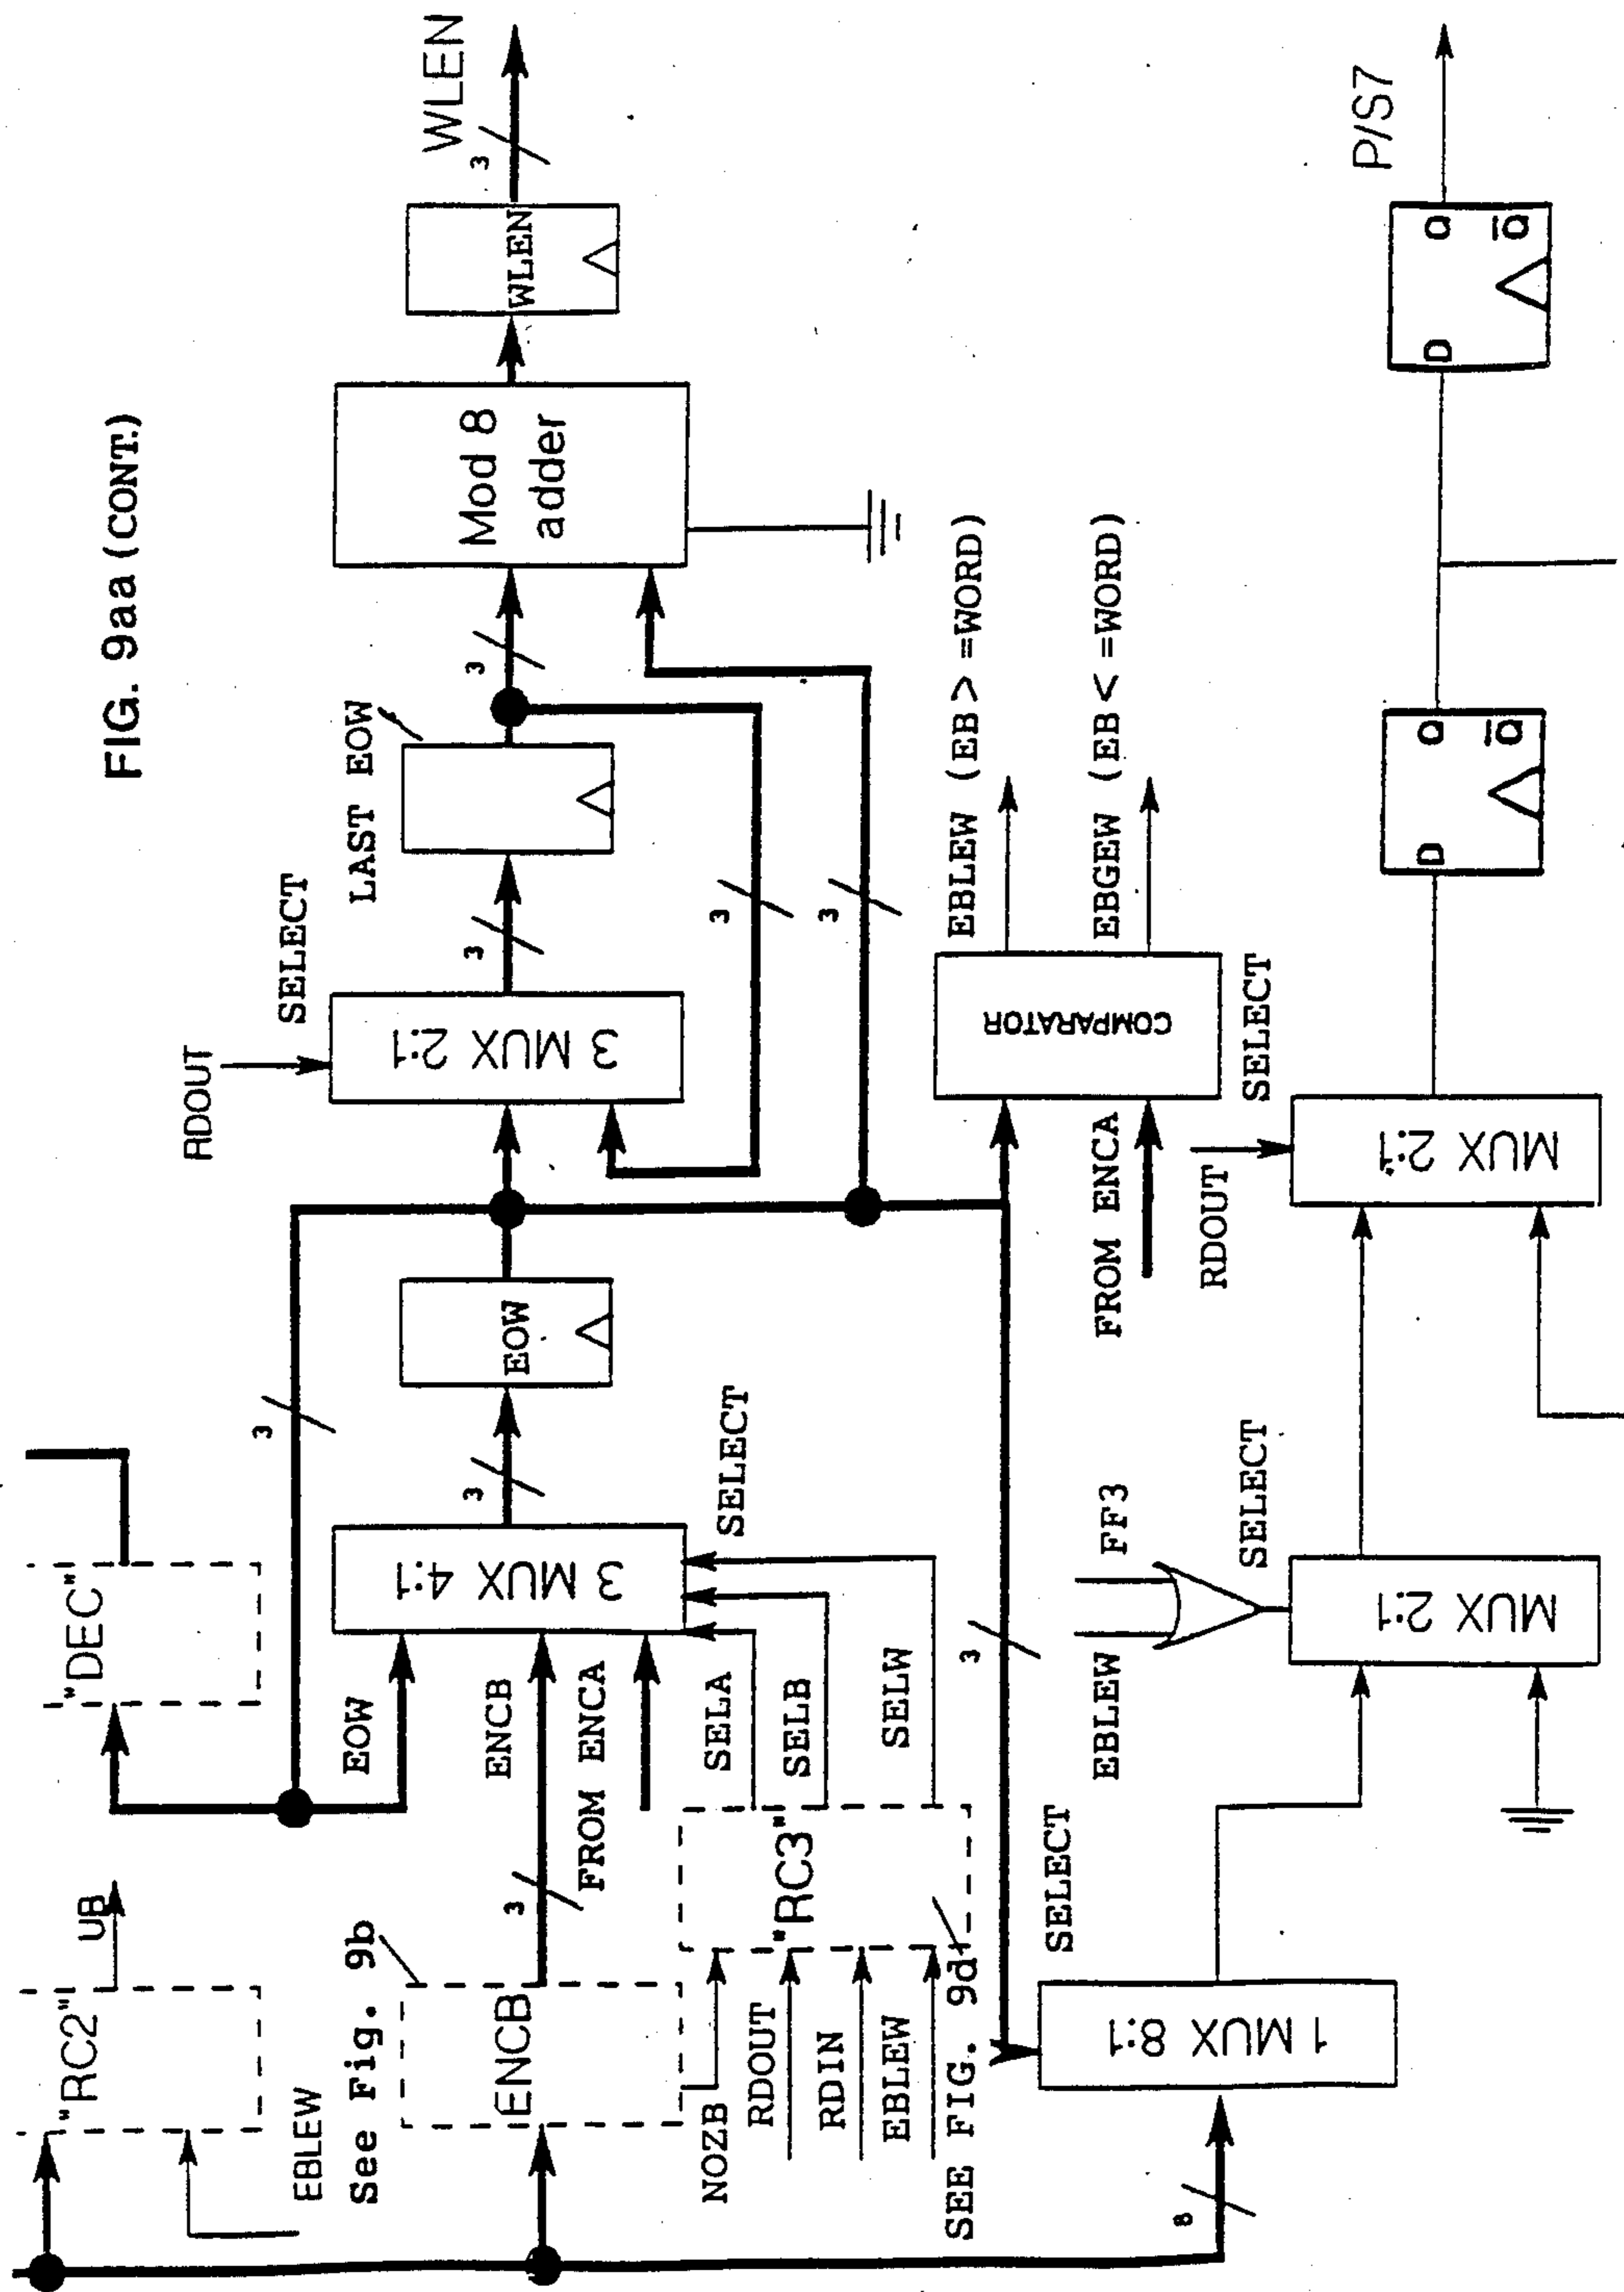 FIG. 9aa (CONT.)
"RC2"
UB
EBLEW
"DEC"
See Fig. 9b
ENCB
3
EOW
ENCB
FROM ENCA
3
3 MUX 4:1
SELECT
3
EOW
RDOUT
SELECT
3 MUX 2:1
3
LAST EOW
3
3
3
Mod 8
adder
WLEN
3
WLEN
NOZB
RDOUT
RDIN
EBLEW
"RC3"
SELA
SELB
SELW
SEE FIG. 9d
3
FROM ENCA
COMPARATOR
EBLEW (EB > =WORD)
EBGEW (EB < =WORD)
8
1 MUX 8:1
SELECT
EBLEW
FF3
SELECT
MUX 2:1
RDOUT
SELECT
MUX 2:1
D
Q
Q
D
Q
Q
P/S7